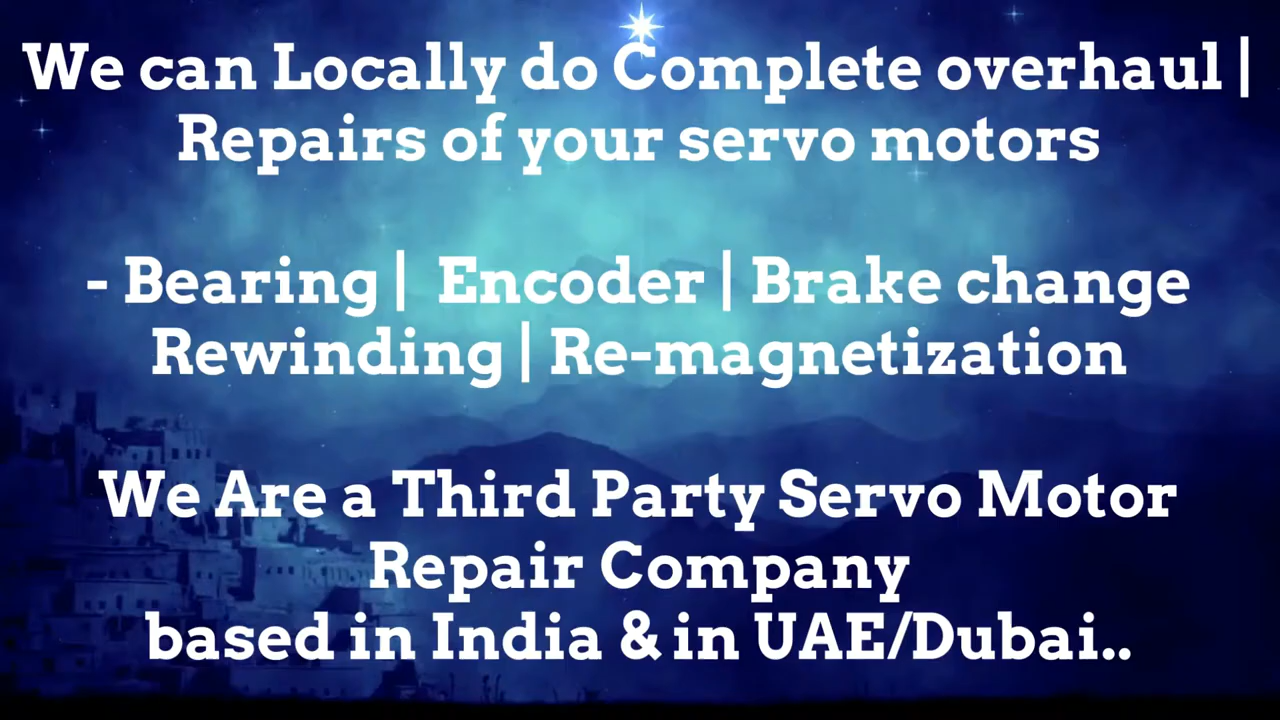 We can Locally do Complete overhaul |
Repairs of your servo motors
- Bearing | Encoder | Brake change
Rewinding | Re-magnetization
We Are a Third Party Servo Motor
Repair Company
based in India & in UAE/Dubai..